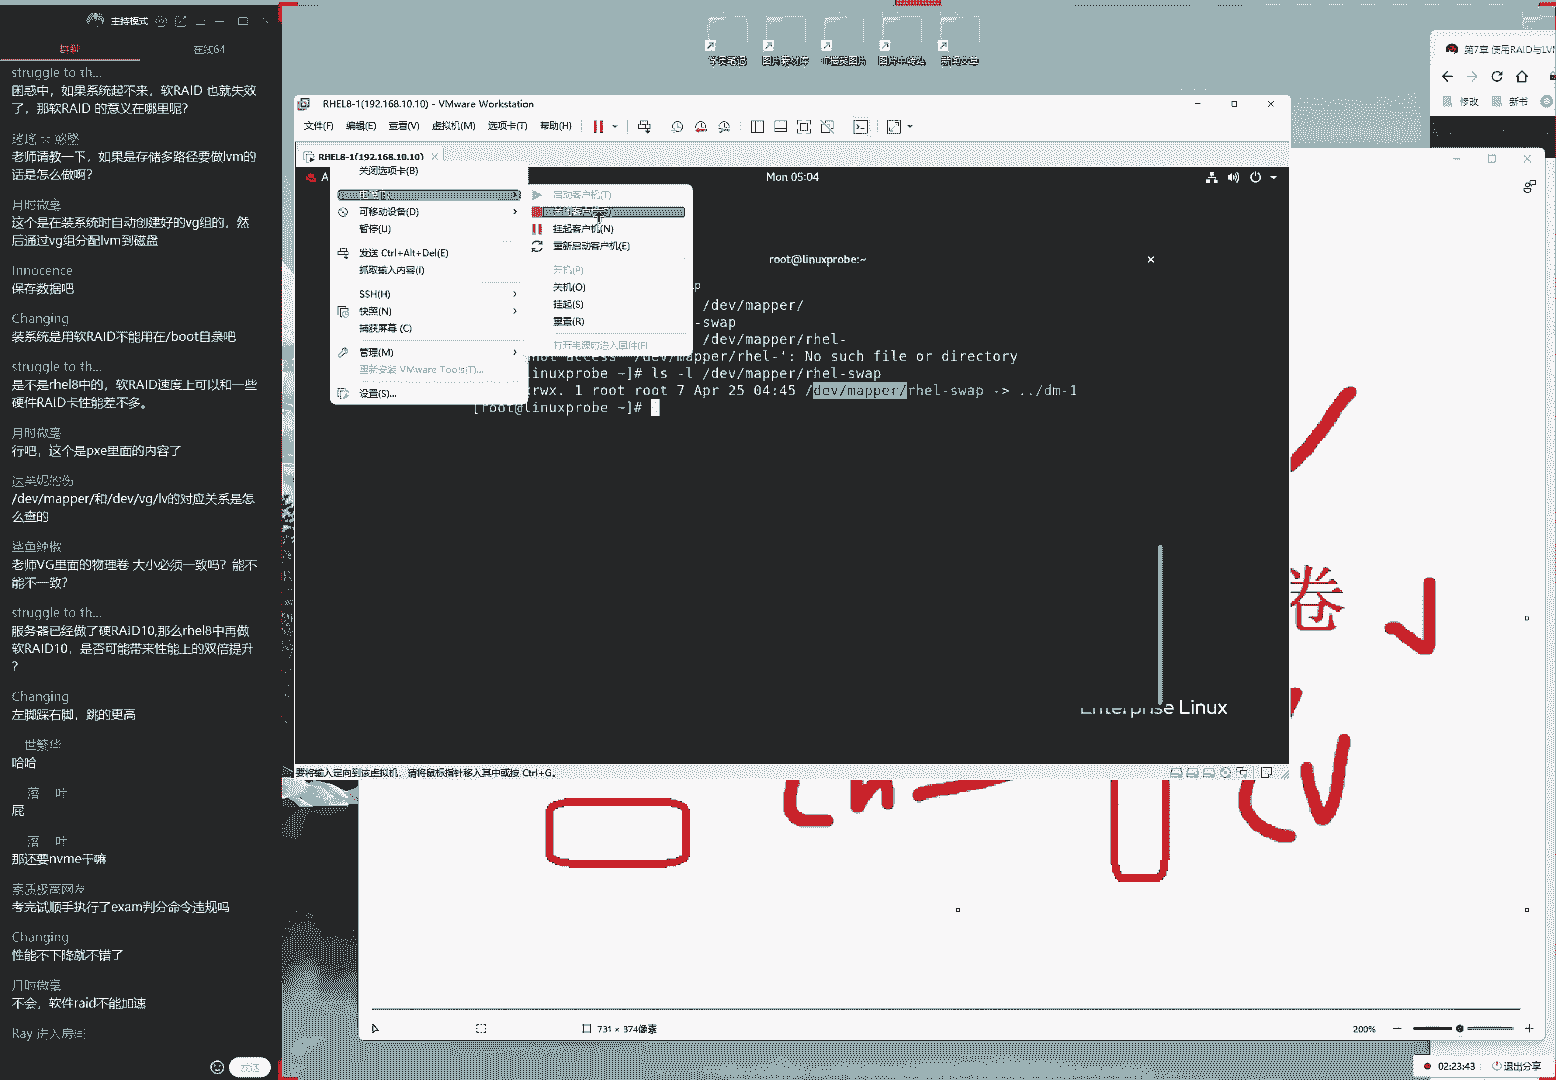 主持模式
在线64
struggle to th...
困惑中，如果系统起不来，软RAID 也就失效
了，那软RAID 的意义在哪里呢？
老师请教一下，如果是存储多路径要做lvm的
话是怎么做啊？
月时微毫
这个是在装系统时自动创建好的vg组的，然
后通过vg组分配lvm到磁盘
Innocence
保存数据吧
Changing
装系统是用软RAID不能用在/boot目录吧
struggle to th...
是不是rhel8中的，软RAID速度上可以和一些
硬件RAID卡性能差不多。
月时微毫
行吧，这个是pxe里面的内容了
/dev/mapper/和/dev/vg/lv的对应关系是怎
么查的
老师VG里面的物理卷 大小必须一致吗？能不
能不一致？
struggle to th...
服务器已经做了硬RAID10,那么rhel8中再做
软RAID10，是否可能带来性能上的双倍提升
？
Changing
左脚踩右脚，跳的更高
世繁华
哈哈
落 叶
屁
落 叶
那还要nvme干嘛
素质极高网友
考完试顺手执行了exam判分命令违规吗
Changing
性能不下降就不错了
月时微毫
不会，软件raid不能加速
Ray 进入房间
发送
RHEL8-1(192.168.10.10) - VMware Workstation
文件(F) 编辑(E) 查看(V) 虚拟机(M) 选项卡(T) 帮助(H)
RHEL8-1(192.168.10.10)
A
Mon 05:04
关闭选项卡(B)
可移动设备(D)
暂停(U)
发送 Ctrl+Alt+Del(E)
抓取输入内容(I)
SSH(H)
快照(N)
捕获屏幕 (C)
管理(M)
重新安装 VMware Tools(T)...
设置(S)...
启动客户机(T)
关闭客户机(D)
挂起客户机(N)
重新启动客户机(E)
开机(P)
关机(O)
挂起(S)
重置(R)
打开电源时进入固件(F)
root@linuxprobe:~
p
/dev/mapper/
-swap
/dev/mapper/rhel-
not access '/dev/mapper/rhel-': No such file or directory
linuxprobe ~]# ls -l /dev/mapper/rhel-swap
xrwx. 1 root root 7 Apr 25 04:45 /dev/mapper/rhel-swap -> ../dm-1
[root@linuxprobe ~]#
Enterprise Linux
要将输入定向到该虚拟机，请将鼠标指针移入其中或按 Ctrl+G。
第7章 使用RAID与LVM
修改 新书
卷
731 × 374像素
200%
02:23:43 退出分享